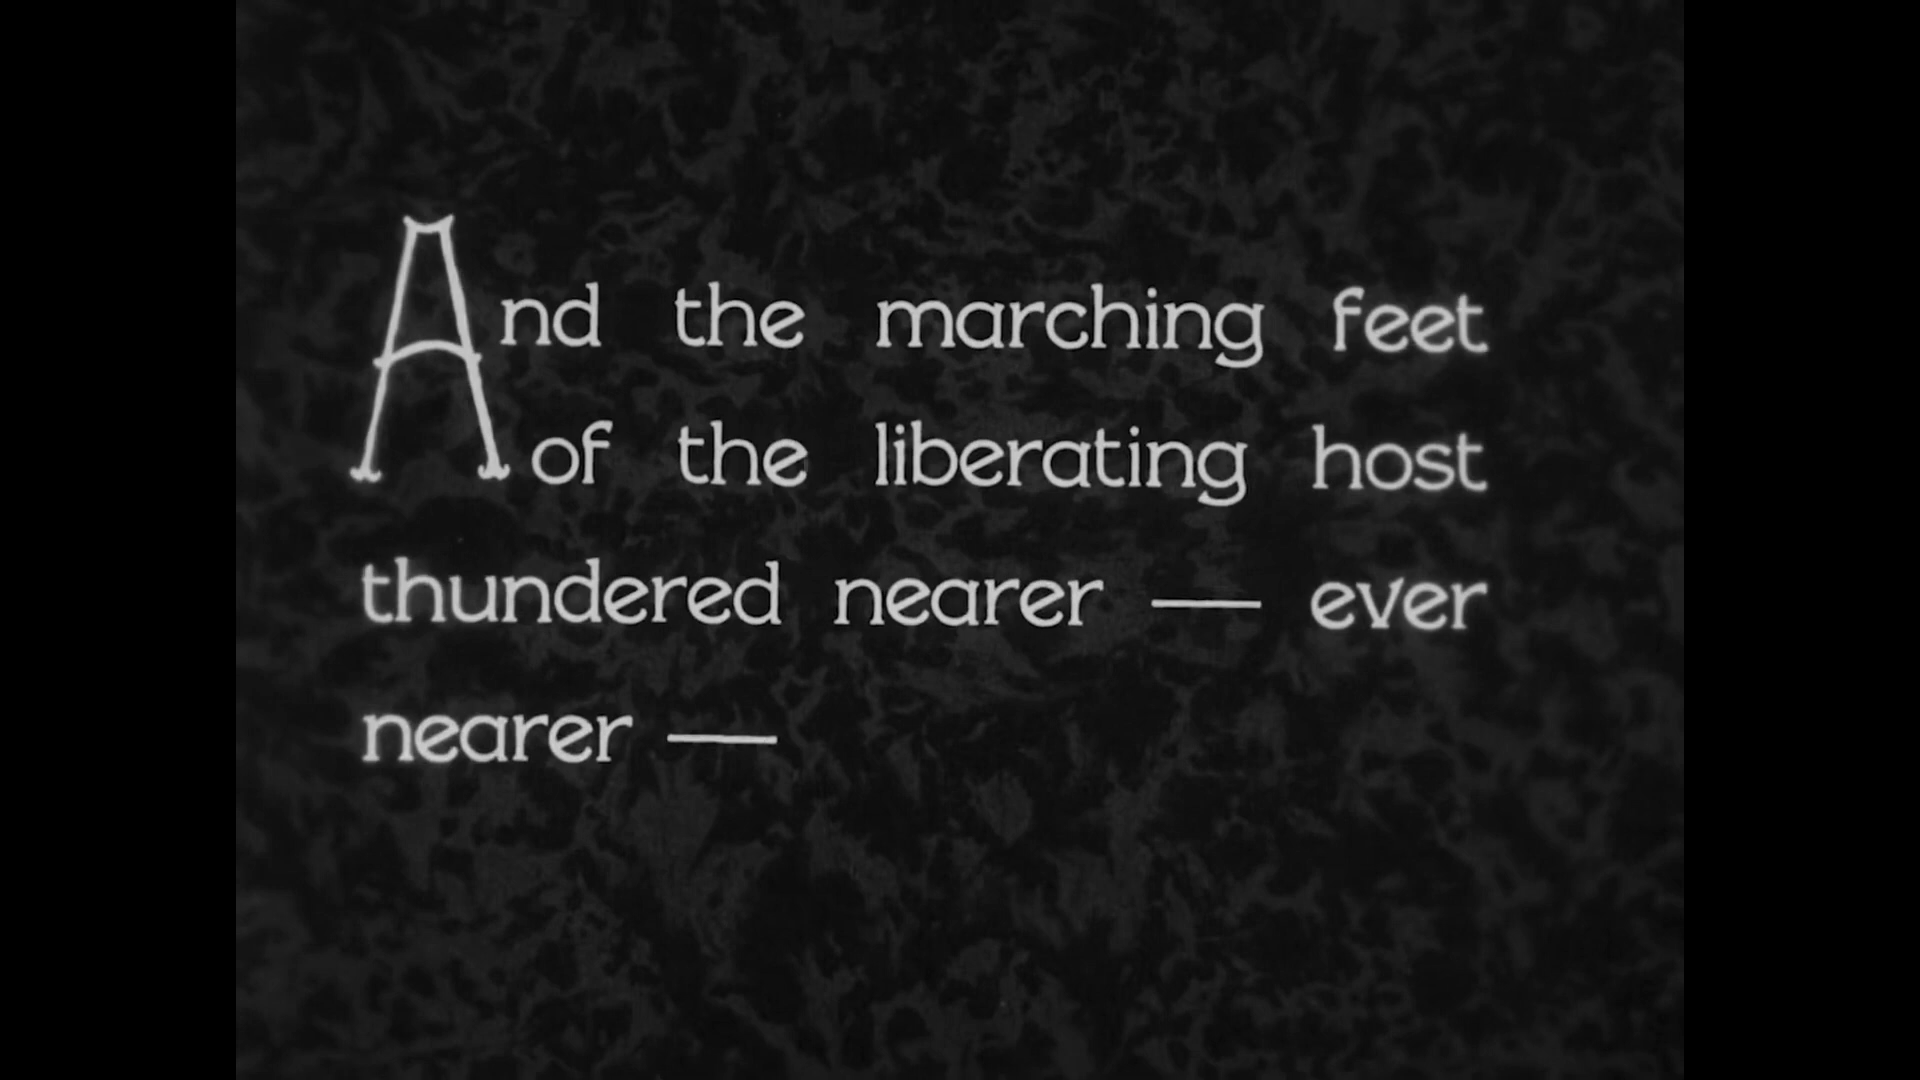 And the marching feet
of the liberating host
thundered nearer — ever
nearer —